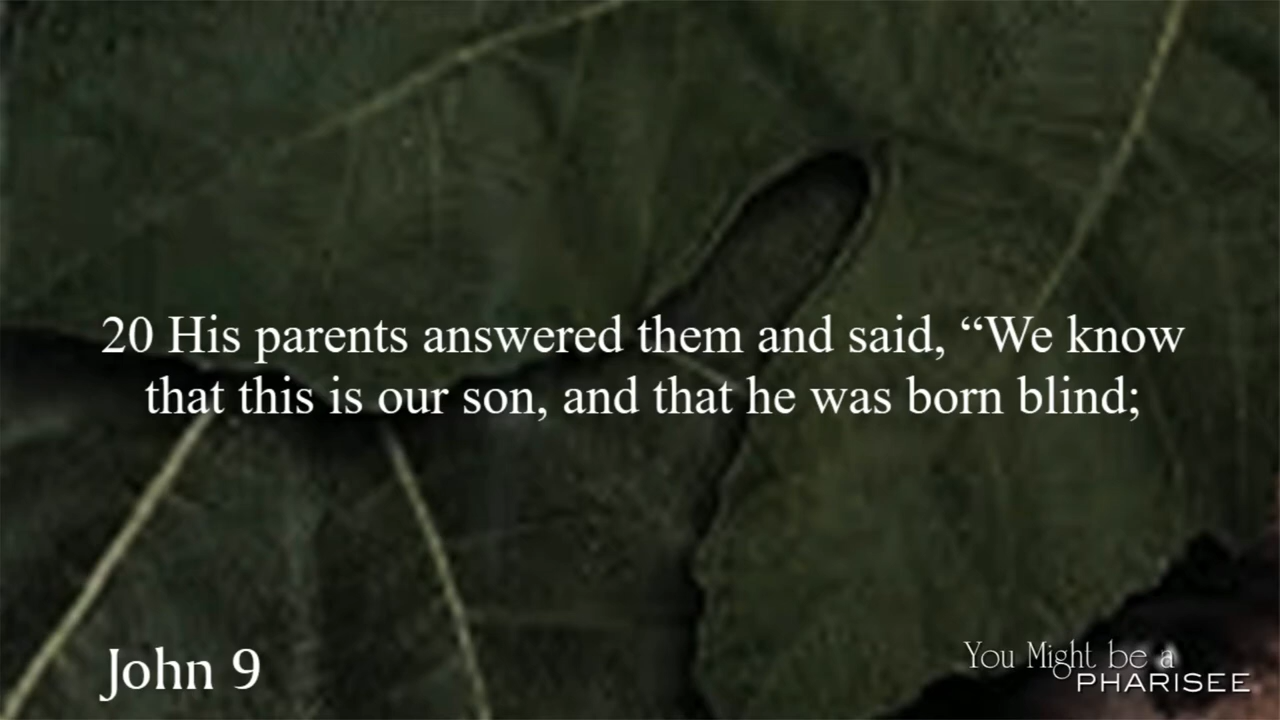 20 His parents answered them and said, “We know
that this is our son, and that he was born blind;
John 9
You Might be a
PHARISEE